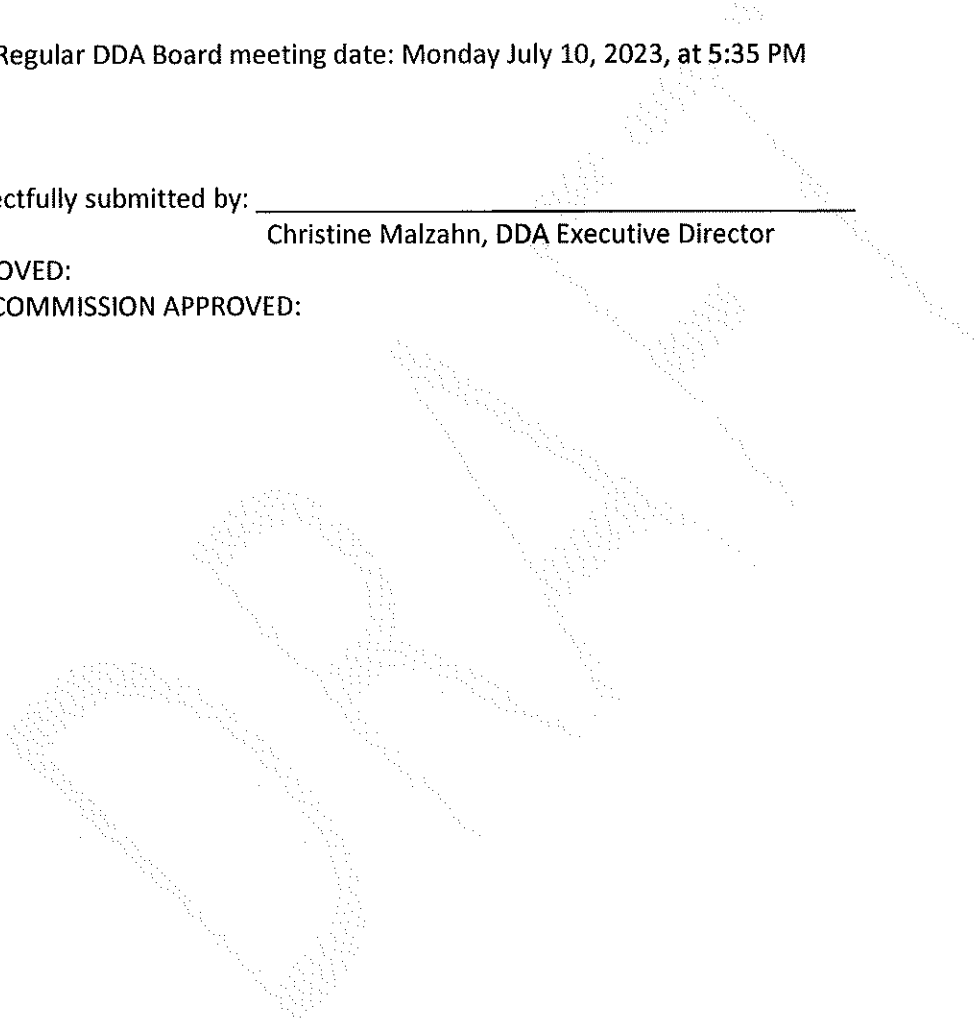 Regular DDA Board meeting date: Monday July 10, 2023, at 5:35 PM
ectfully submitted by:
Christine Malzahn, DDA Executive Director
OVED:
COMMISSION APPROVED:
DRAFT